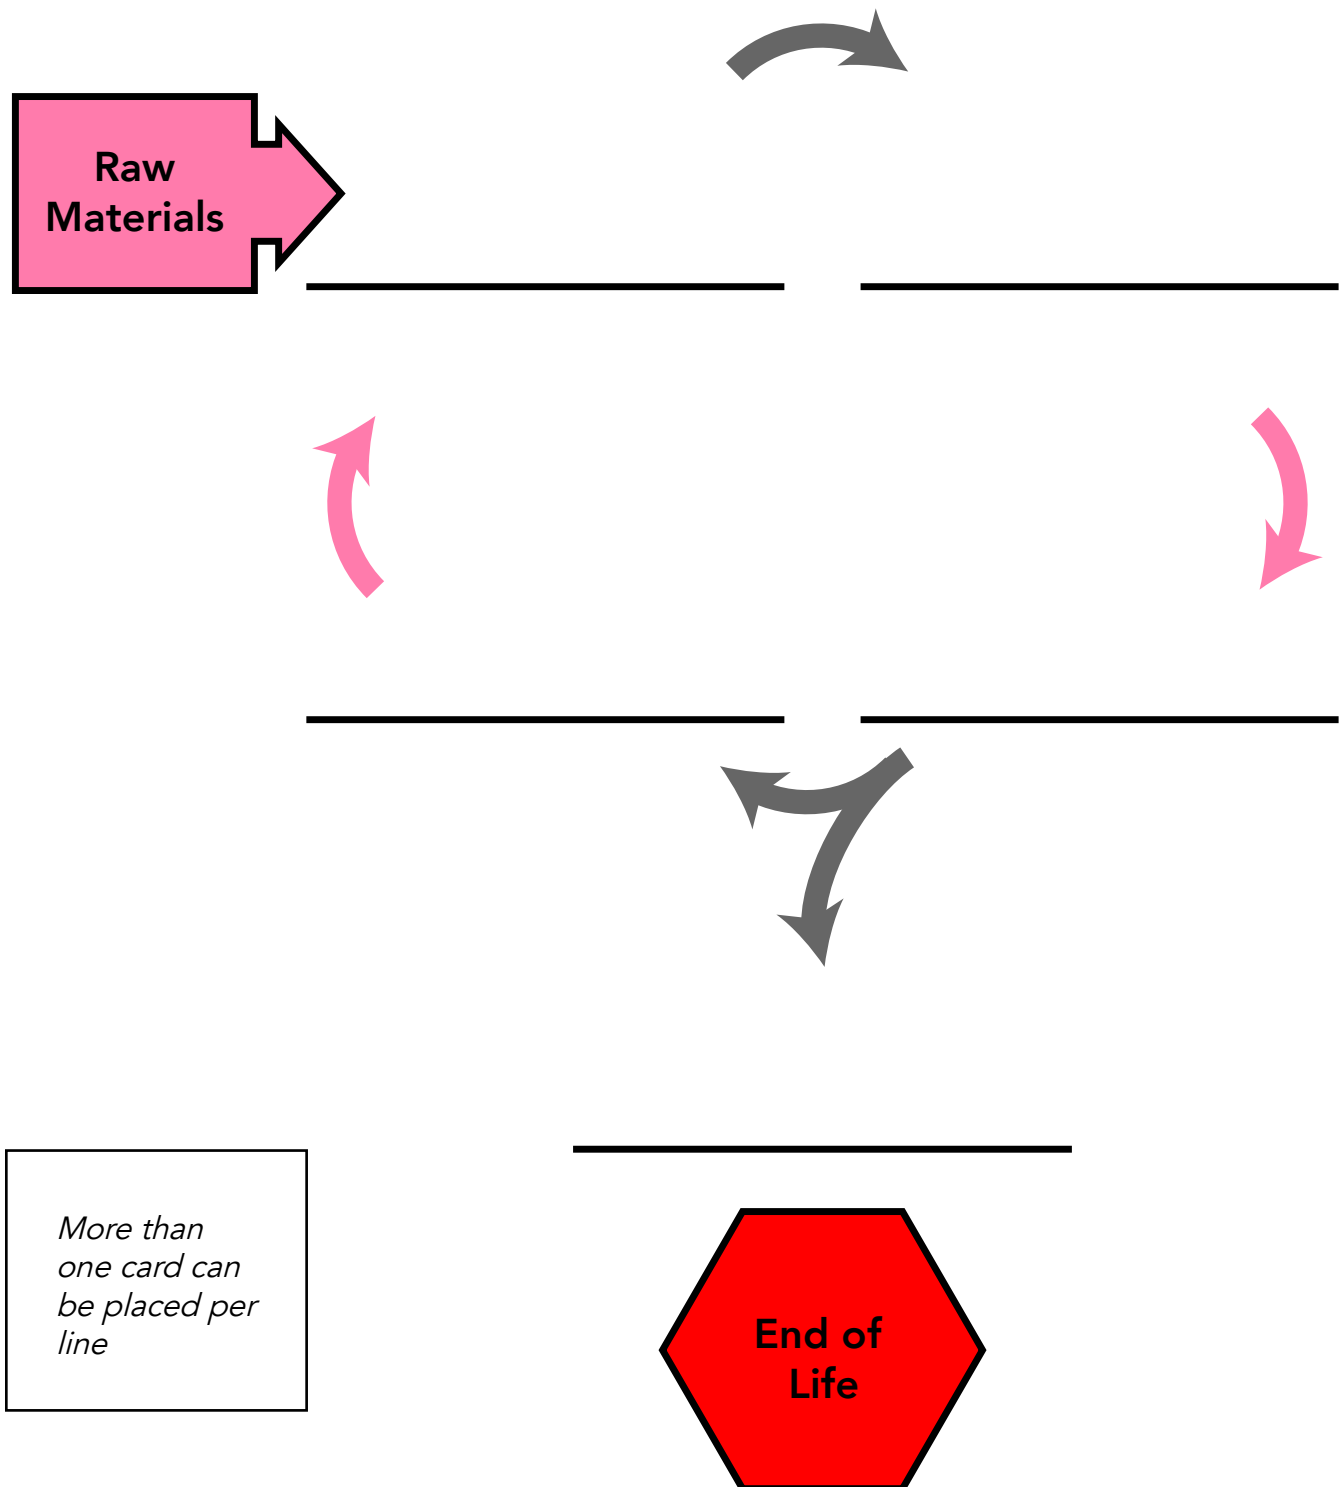 Raw
Materials
More than
one card can
be placed per
line
End of
Life